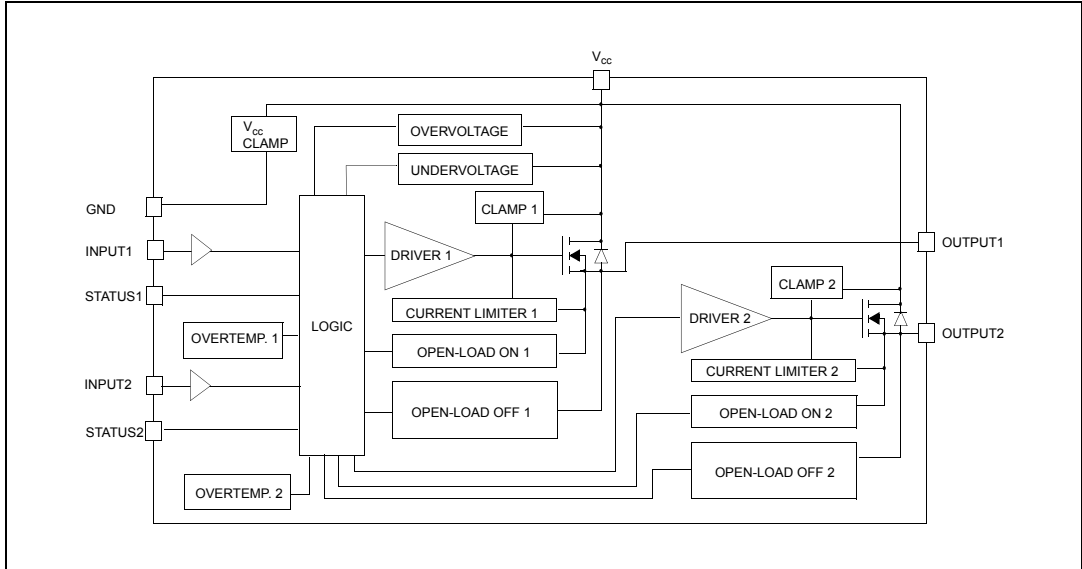 Vcc
Vcc
CLAMP
OVERVOLTAGE
UNDERVOLTAGE
GND
CLAMP 1
INPUT1
DRIVER 1
OUTPUT1
STATUS1
CLAMP 2
CURRENT LIMITER 1
LOGIC
DRIVER 2
OVERTEMP. 1
OUTPUT2
OPEN-LOAD ON 1
CURRENT LIMITER 2
INPUT2
OPEN-LOAD OFF 1
OPEN-LOAD ON 2
STATUS2
OPEN-LOAD OFF 2
OVERTEMP. 2